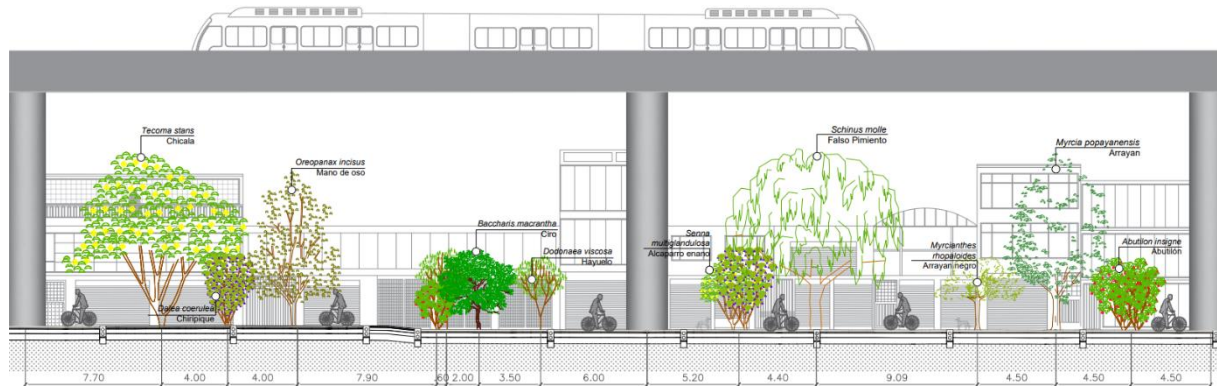 Tecoma stans
Chicala
Oreopanax incisus
Mano de oso
Dalea coerulea
Chiripique
Baccharis macrantha
Ciro
Dodonaea viscosa
Hayuelo
Schinus molle
Falso Pimiento
Senna
multiglandulosa
Alcaparro enano
Myrcianthes
rhopaloides
Arrayan negro
Myrcia popayanensis
Arrayan
Abutilon insigne
Abutilón
7.70 4.00 4.00 7.90 .60 2.00 3.50 6.00 5.20 4.40 9.09 4.50 4.50 4.50